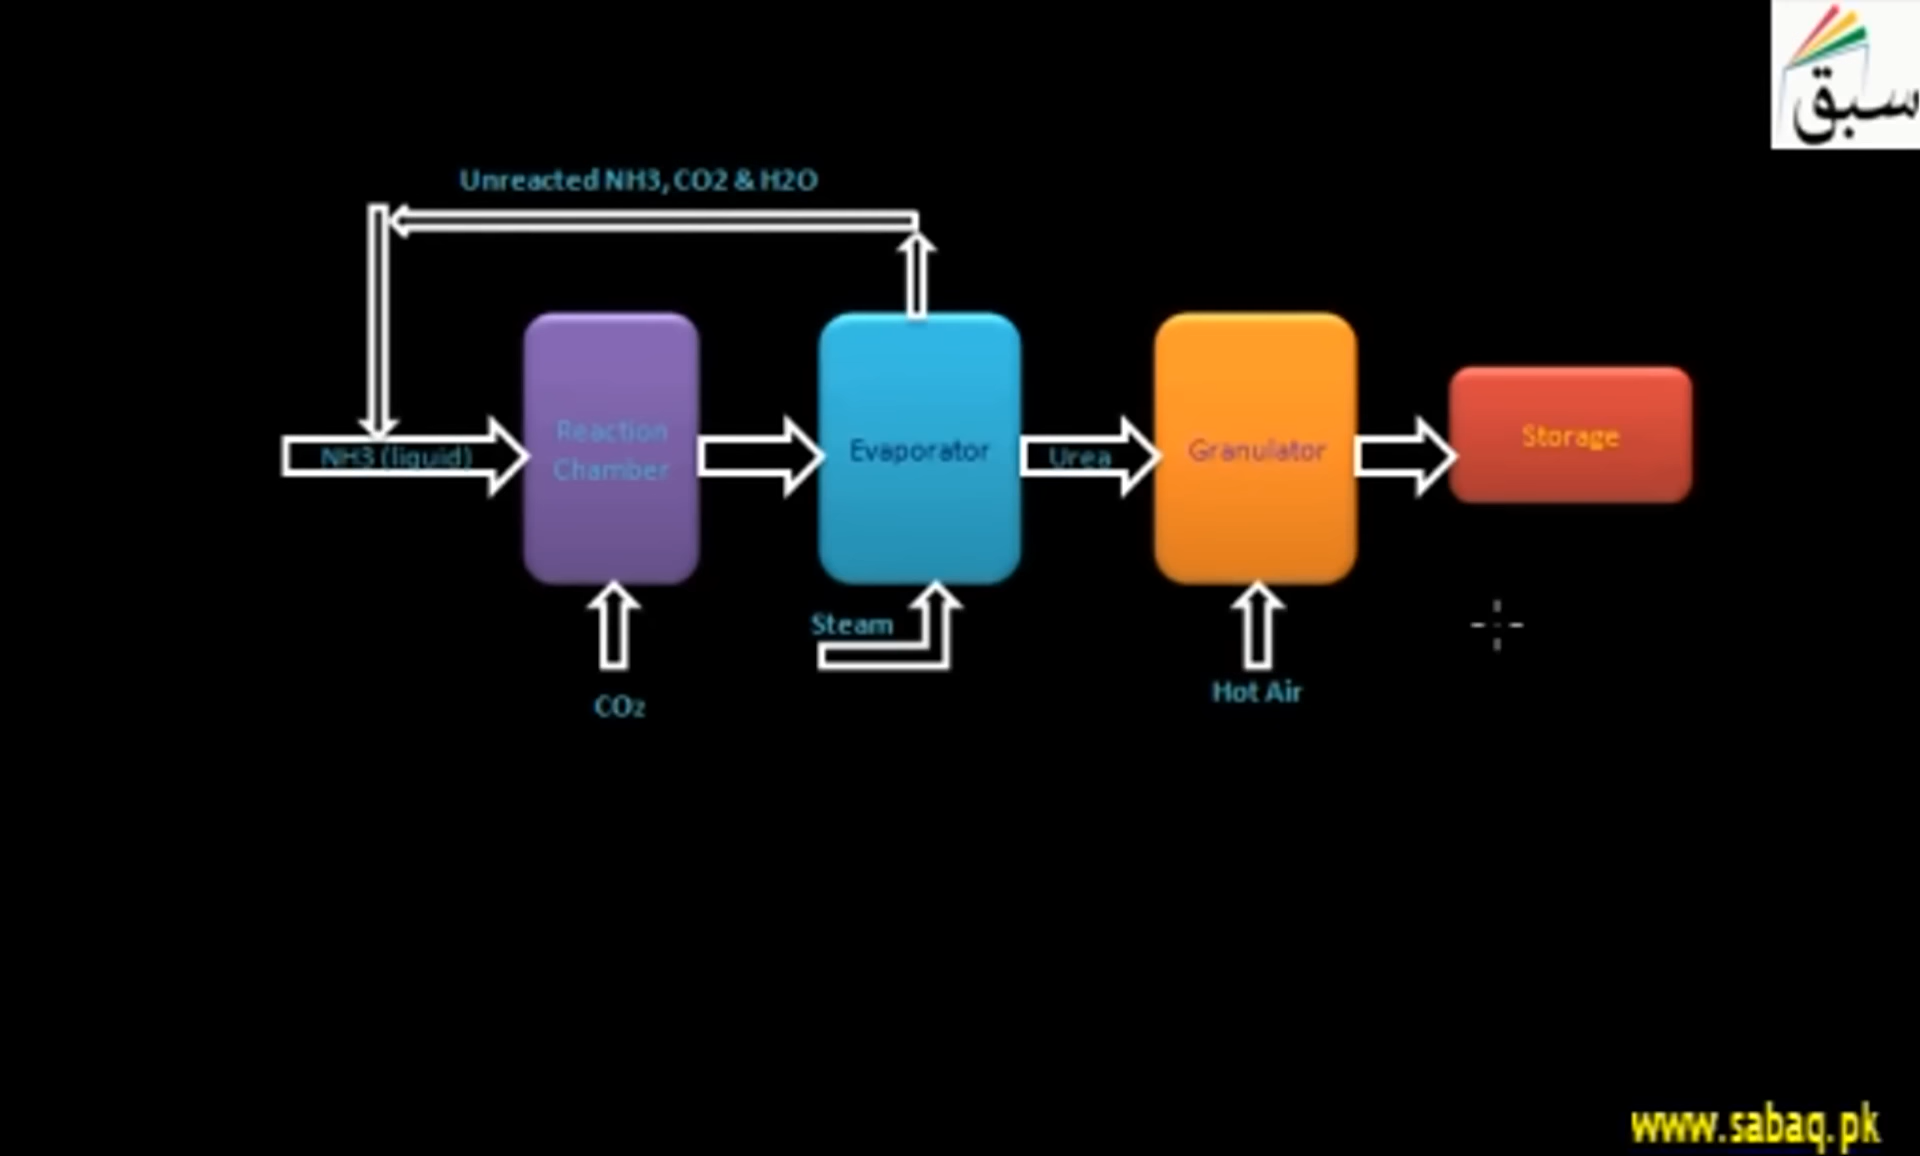 سبق
Unreacted NH3, CO2 & H2O
NH3 (liquid)
Reaction
Chamber
Evaporator
Urea
Granulator
Storage
Steam
CO2
Hot Air
www.sabaq.pk